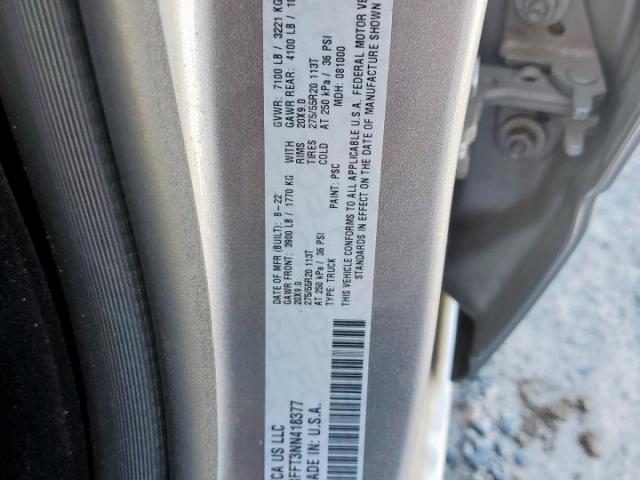 CA US LLC
FFT3NN418377
ADE IN: U.S.A.
DATE OF MFR (BUILT): 8-22 GVWR: 7100 LB / 3221 KG
GAWR FRONT: 3900 LB / 1770 KG WITH GAWR REAR: 4100 LB / 18
20X9.0 RIMS 20X9.0
275/55R20 113T TIRES 275/55R20 113T
AT 250 kPa / 36 PSI COLD AT 250 kPa / 36 PSI
TYPE: TRUCK PAINT: PSC MDH: 081000
THIS VEHICLE CONFORMS TO ALL APPLICABLE U.S.A. FEDERAL MOTOR VE
STANDARDS IN EFFECT ON THE DATE OF MANUFACTURE SHOWN AB